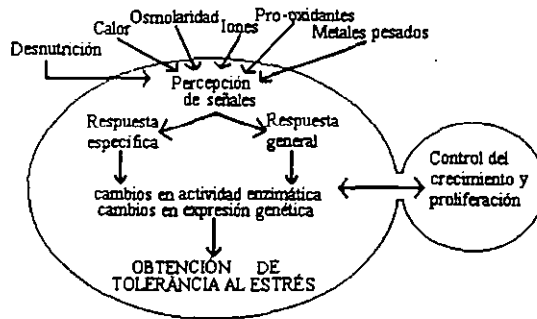 Osmolaridad
Pro-oxidantes
Calor
Iones
Metales pesados
Desnutrición
Percepción
de señales
Respuesta
específica
Respuesta
general
cambios en actividad enzimática
cambios en expresión genética
OBTENCIÓN DE
TOLERANCIA AL ESTRÉS
Control del
crecimiento y
proliferación